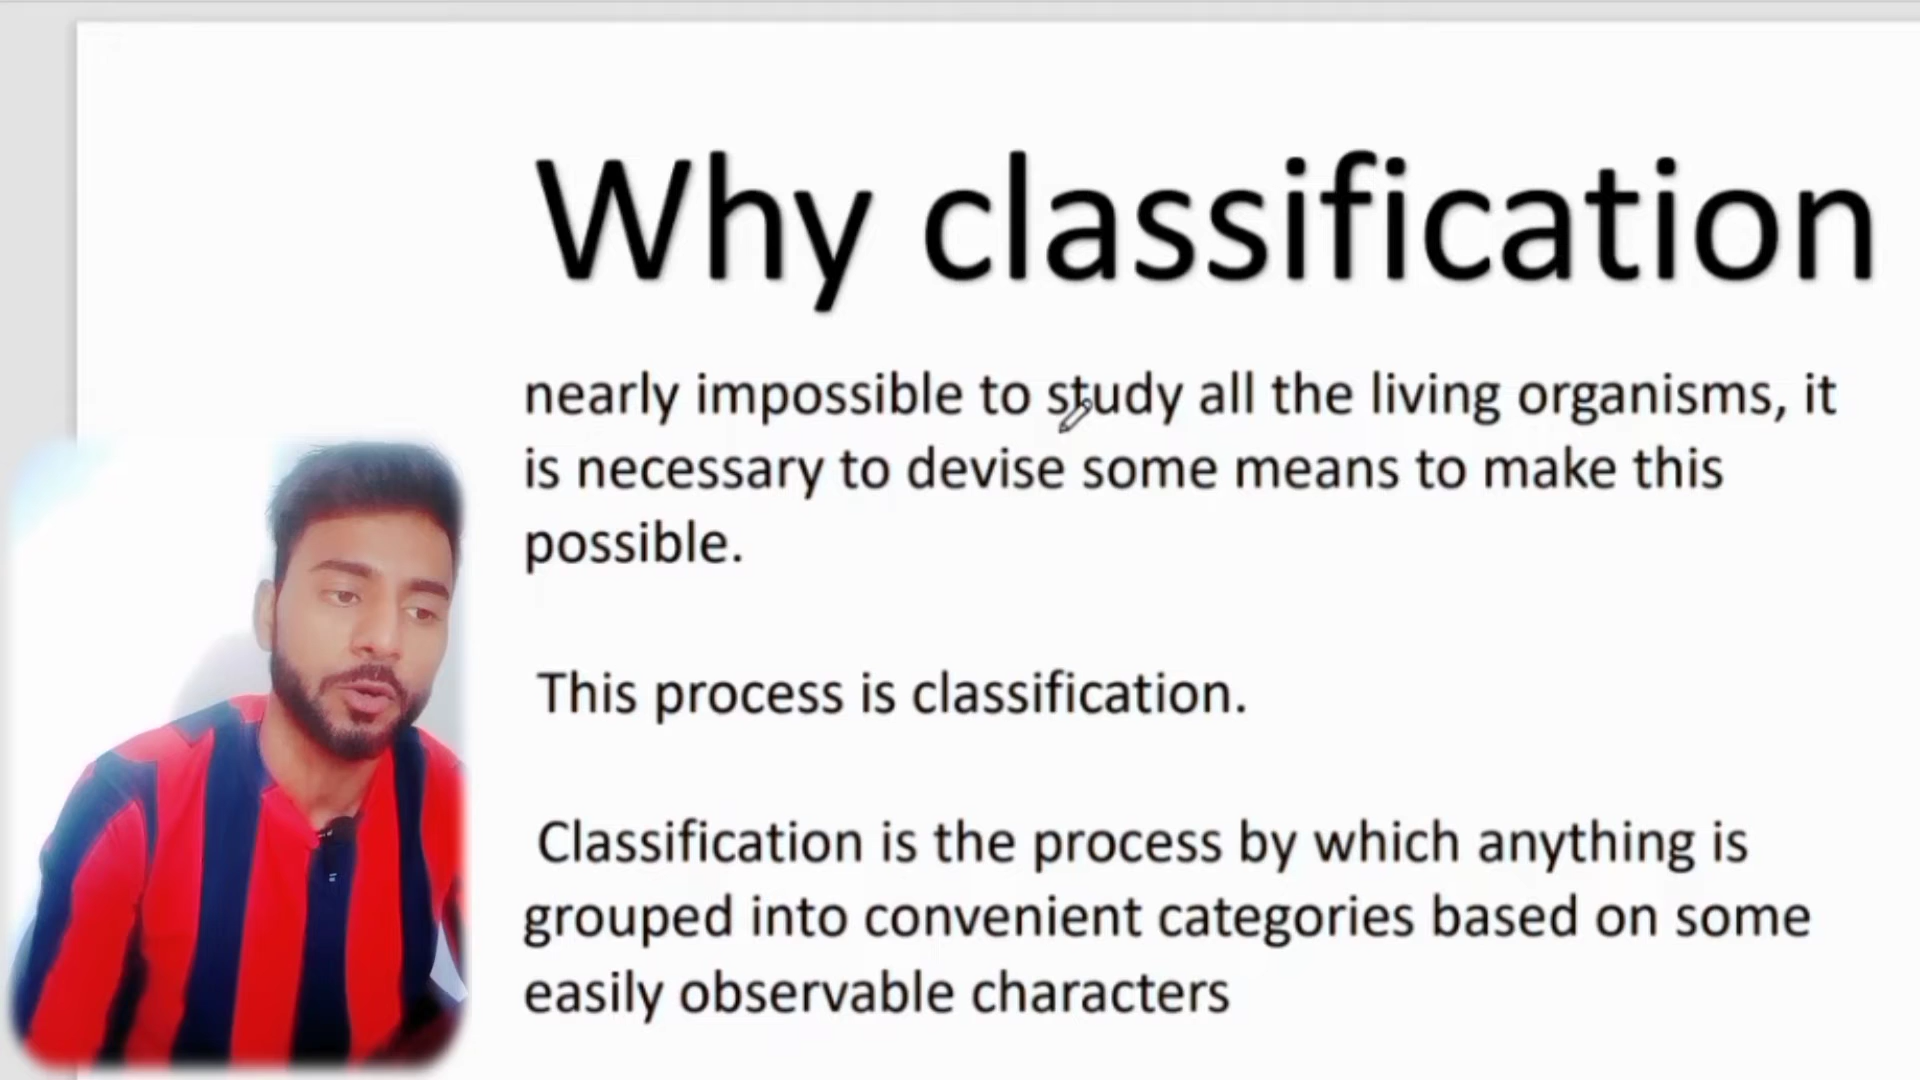 Why classification
nearly impossible to study all the living organisms, it
is necessary to devise some means to make this
possible.
This process is classification.
Classification is the process by which anything is
grouped into convenient categories based on some
easily observable characters